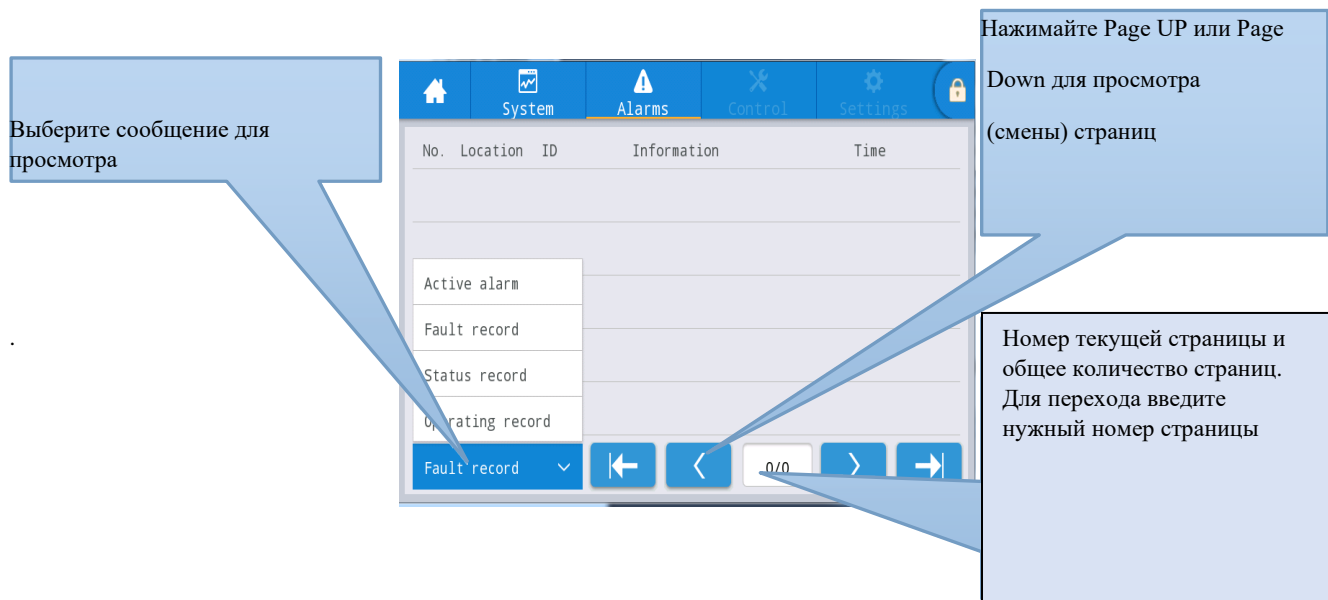 Нажимайте Page UP или Page
Down для просмотра
(смены) страниц
Выберите сообщение для
просмотра
System
Alarms
Control
Settings
No. Location ID Information Time
Active alarm
Fault record
Status record
Operating record
Fault record
0/0
.
Номер текущей страницы и
общее количество страниц.
Для перехода введите
нужный номер страницы